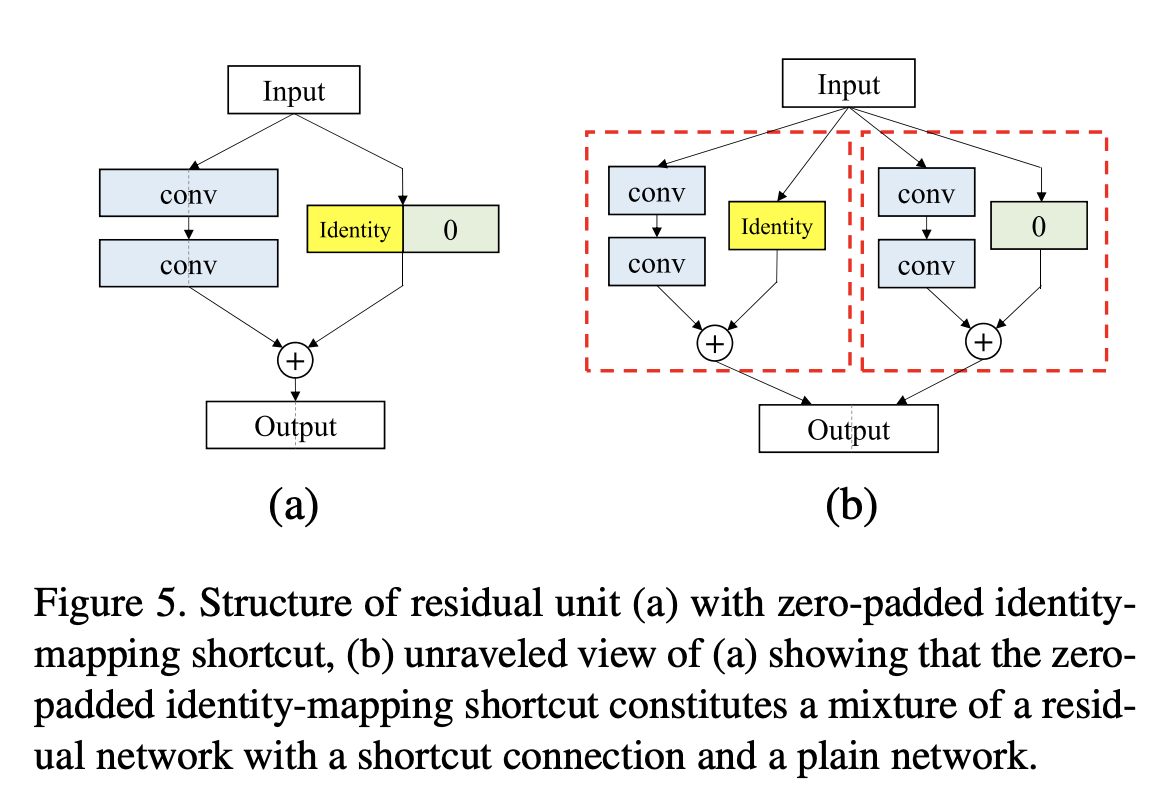 Input
conv
Identity 0
conv
+
Output
(a)
Input
conv
Identity
conv
0
conv
conv
+
+
Output
(b)
Figure 5. Structure of residual unit (a) with zero-padded identity-
mapping shortcut, (b) unraveled view of (a) showing that the zero-
padded identity-mapping shortcut constitutes a mixture of a resid-
ual network with a shortcut connection and a plain network.